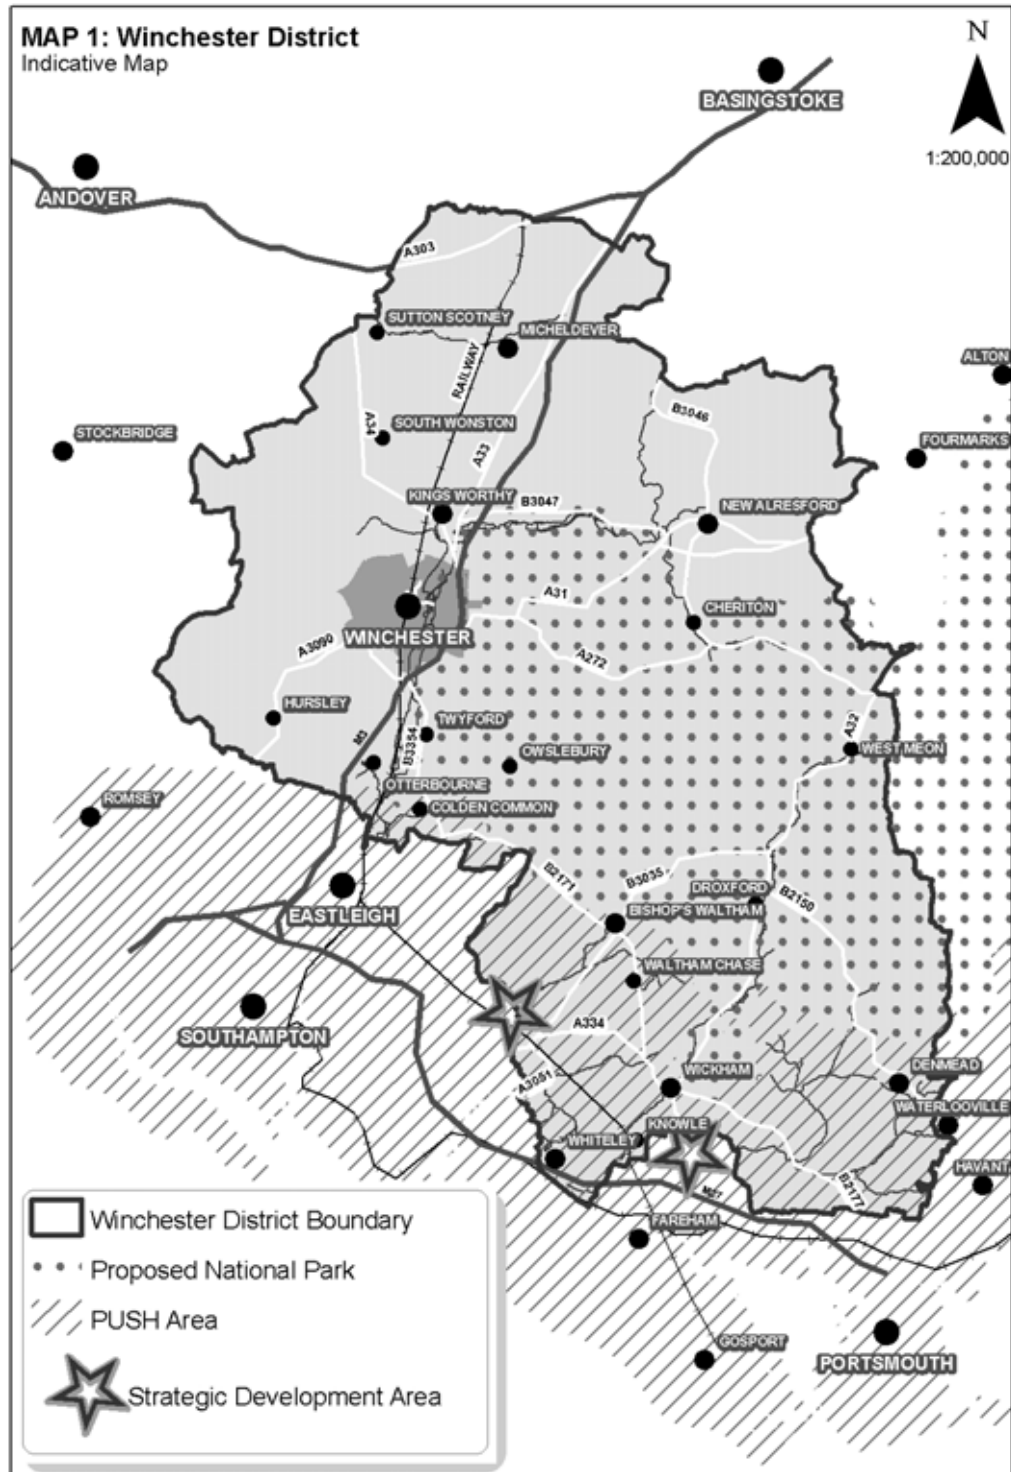 MAP 1: Winchester District
Indicative Map
N
1:200,000
BASINGSTOKE
ANDOVER
A303
SUTTON SCOTNEY
MICHELDEVER
RAILWAY
ALTON
A34
SOUTH WONSTON
B3046
STOCKBRIDGE
FOURMARKS
A33
KINGS WORTHY
B3047
NEW ALRESFORD
A31
CHERITON
WINCHESTER
A3090
A272
HURSLEY
TWYFORD
A32
M3
B3354
OWSLEBURY
WEST MEON
OTTERBOURNE
ROMSEY
COLDEN COMMON
B2171
B3035
DROXFORD
B2150
EASTLEIGH
BISHOP'S WALTHAM
WALTHAM CHASE
SOUTHAMPTON
A334
A3051
WICKHAM
DENMEAD
WATERLOOVILLE
KNOWLE
WHITELEY
HAVANT
M27
B2177
FAREHAM
GOSPORT
PORTSMOUTH
Winchester District Boundary
Proposed National Park
PUSH Area
Strategic Development Area